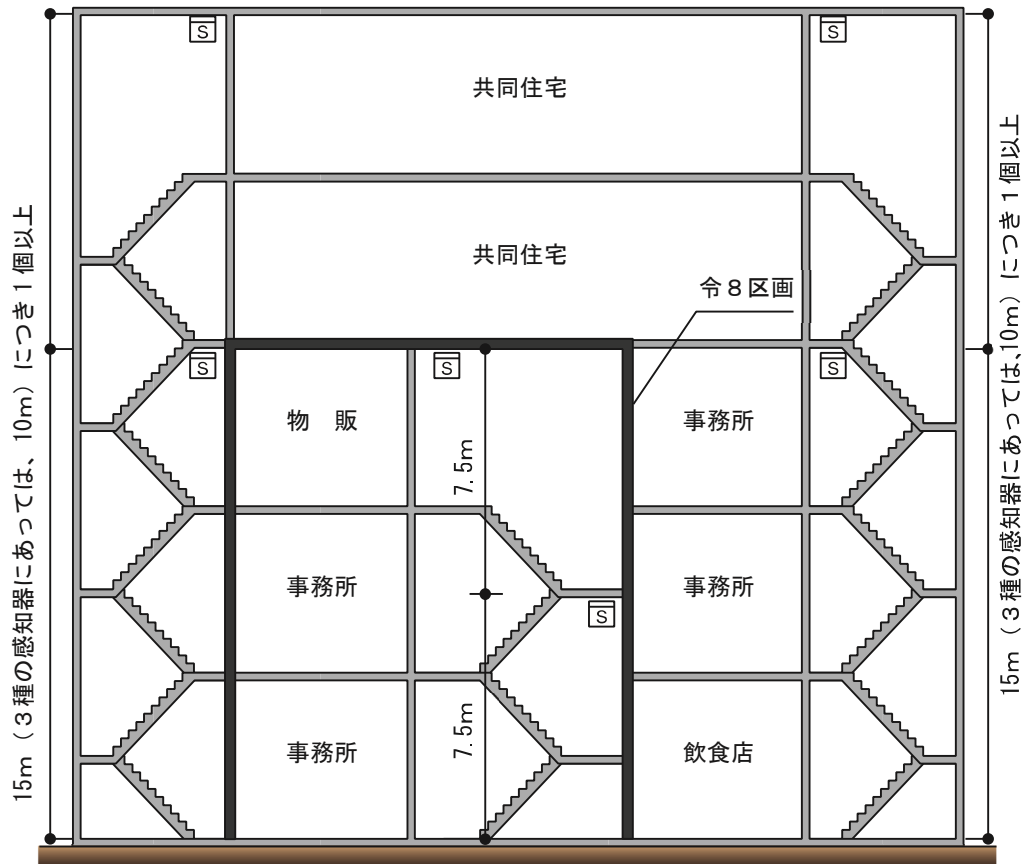 S
S
共同住宅
共同住宅
令８区画
S
S
S
物　販
事務所
7.5m
事務所
事務所
S
7.5m
事務所
飲食店
15m（３種の感知器にあっては、10m）につき１個以上
15m（３種の感知器にあっては、10m）につき１個以上